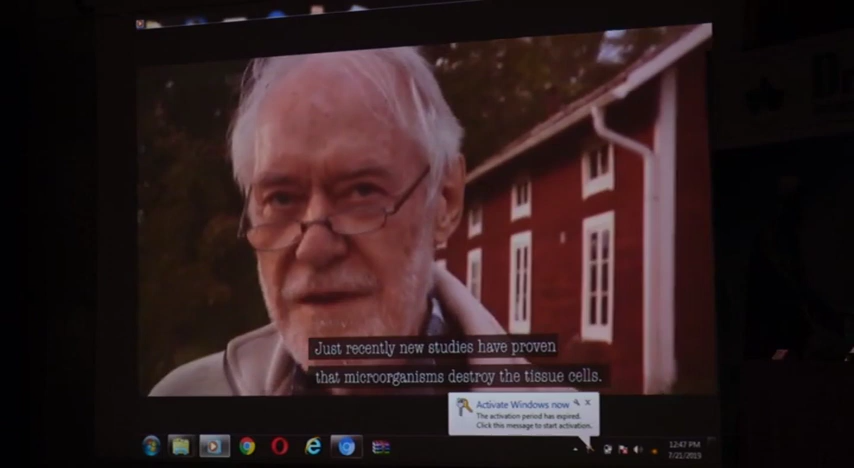 Just recently new studies have proven
that microorganisms destroy the tissue cells.
Activate Windows now
The activation period has expired.
Click this message to start activation.
12:47 PM
7/21/2019